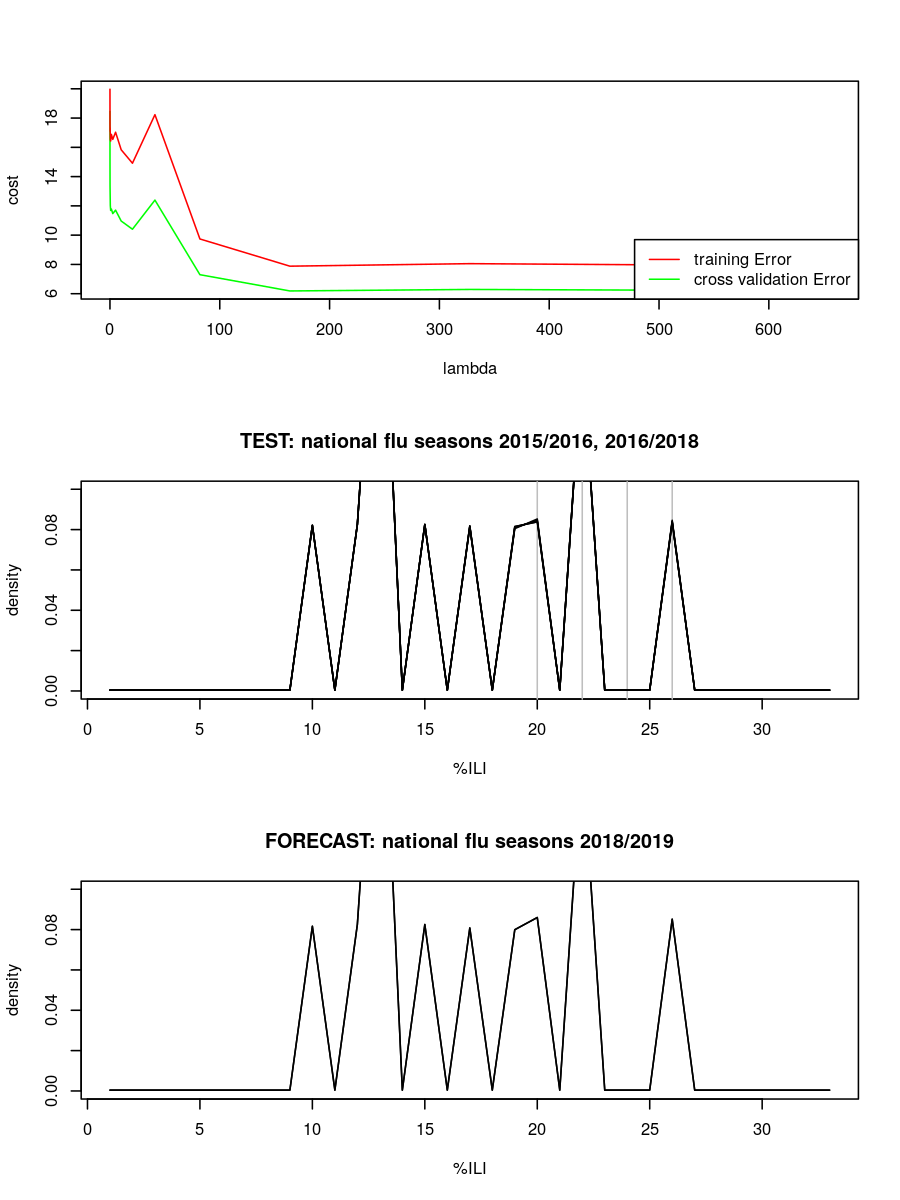 18
14
10
8
6
cost
training Error
cross validation Error
0 100 200 300 400 500 600
lambda
TEST: national flu seasons 2015/2016, 2016/2018
0.08
0.04
0.00
density
0 5 10 15 20 25 30
%ILI
FORECAST: national flu seasons 2018/2019
0.08
0.04
0.00
density
0 5 10 15 20 25 30
%ILI